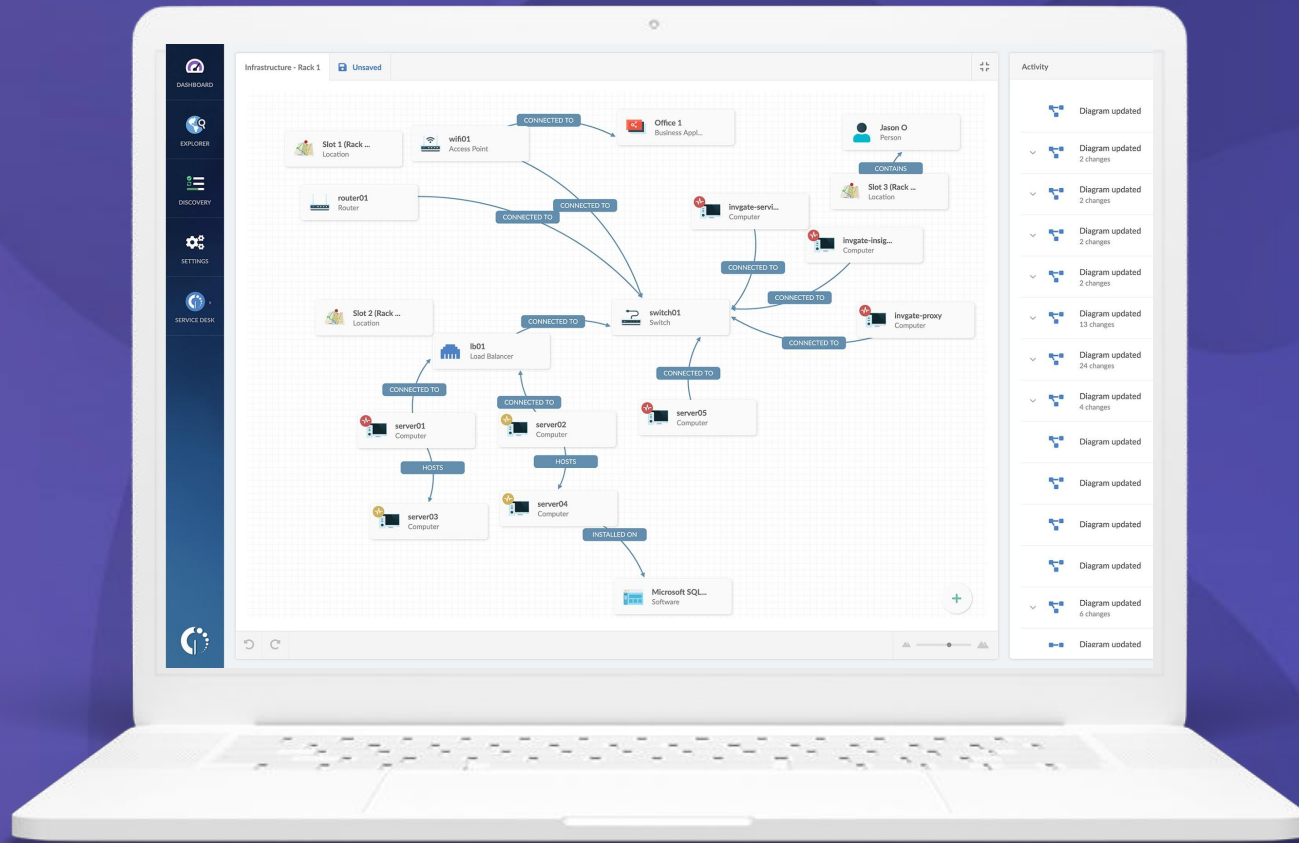 DASHBOARD
EXPLORER
DISCOVERY
SETTINGS
SERVICE DESK
Infrastructure - Rack 1
Unsaved
CONNECTED TO
Office 1
Business Appl...
Slot 1 (Rack ...
Location
wifi01
Access Point
Jason O
Person
CONTAINS
Slot 3 (Rack ...
Location
router01
Router
CONNECTED TO
CONNECTED TO
invgate-servi...
Computer
invgate-insig...
Computer
CONNECTED TO
CONNECTED TO
Slot 2 (Rack ...
Location
CONNECTED TO
switch01
Switch
invgate-proxy
Computer
CONNECTED TO
lb01
Load Balancer
CONNECTED TO
CONNECTED TO
CONNECTED TO
server01
Computer
server02
Computer
server05
Computer
HOSTS
HOSTS
server03
Computer
server04
Computer
INSTALLED ON
Microsoft SQL...
Software
Activity
Diagram updated
Diagram updated
2 changes
Diagram updated
2 changes
Diagram updated
2 changes
Diagram updated
2 changes
Diagram updated
13 changes
Diagram updated
24 changes
Diagram updated
4 changes
Diagram updated
Diagram updated
Diagram updated
Diagram updated
Diagram updated
6 changes
Diagram updated